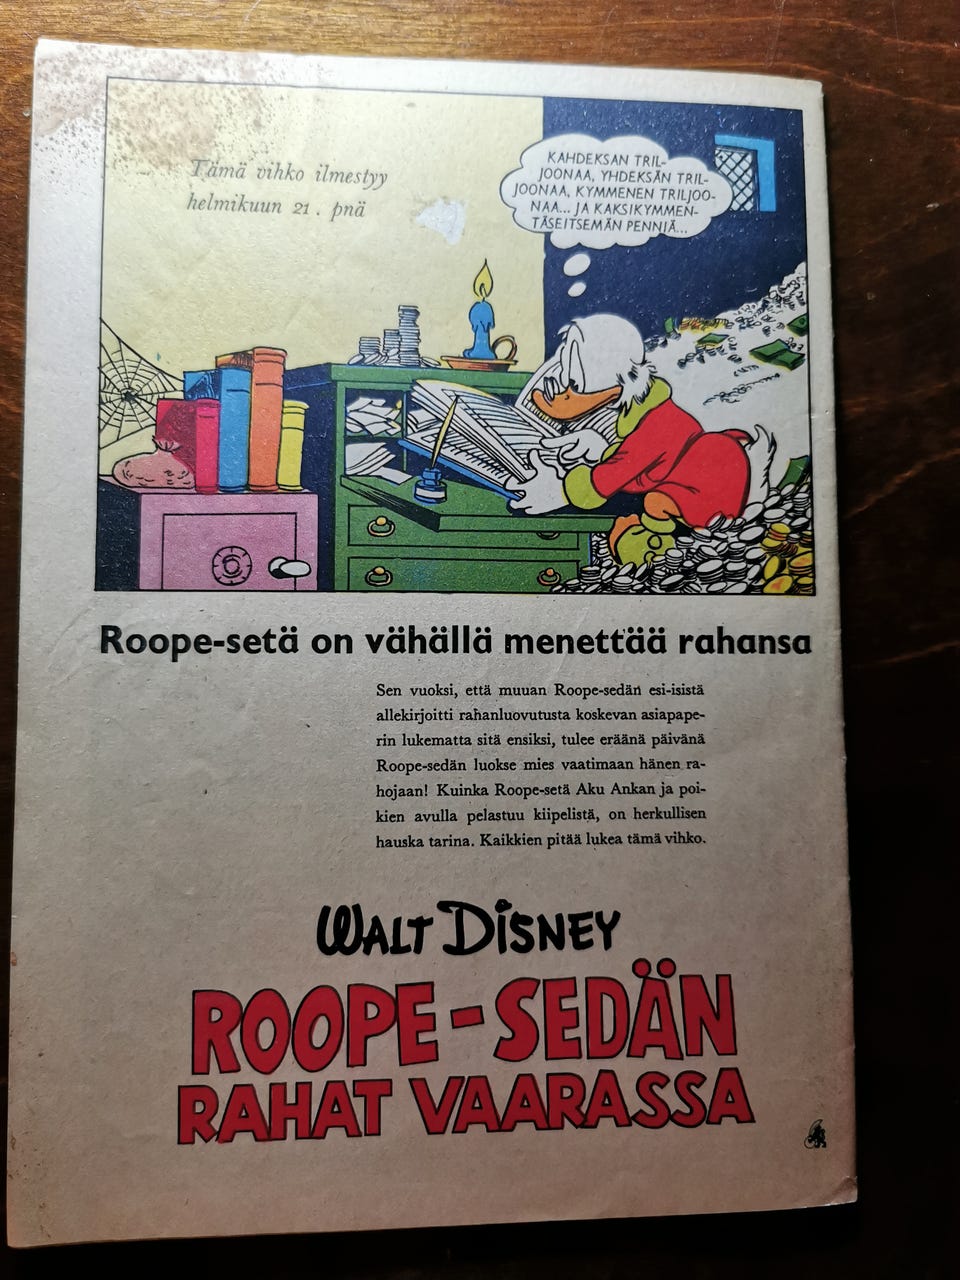 Tämä vihko ilmestyy
helmikuun 21. pnä
KAHDEKSAN TRIL-
JOONAA, YHDEKSÄN TRIL-
JOONAA, KYMMENEN TRILJOO-
NAA... JA KAKSIKYMMEN-
TÄSEITSEMÄN PENNIÄ...
Roope-setä on vähällä menettää rahansa
Sen vuoksi, että muuan Roope-sedän esi-isistä
allekirjoitti rahanluovutusta koskevan asiapape-
rin lukematta sitä ensiksi, tulee eräänä päivänä
Roope-sedän luokse mies vaatimaan hänen ra-
hojaan! Kuinka Roope-setä Aku Ankan ja poi-
kien avulla pelastuu kiipelistä, on herkullisen
hauska tarina. Kaikkien pitää lukea tämä vihko.
WALT DISNEY
ROOPE-SEDÄN
RAHAT VAARASSA